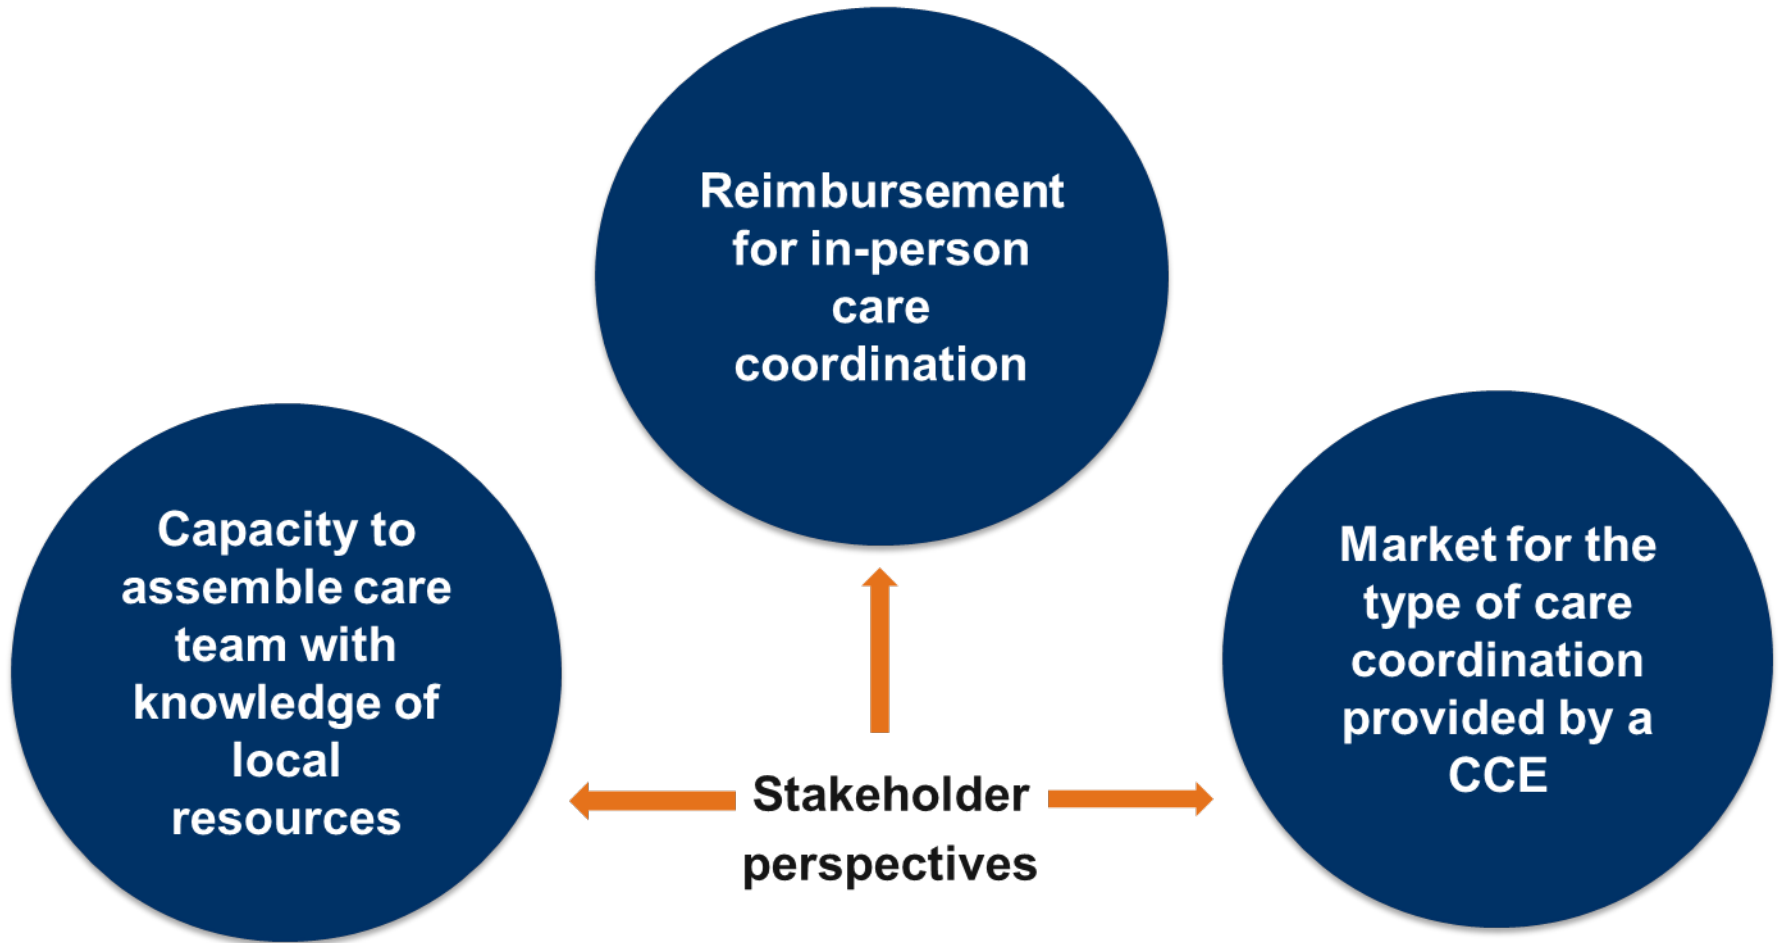 Reimbursement
for in-person
care
coordination
Capacity to
assemble care
team with
knowledge of
local
resources
Market for the
type of care
coordination
provided by a
CCE
Stakeholder
perspectives